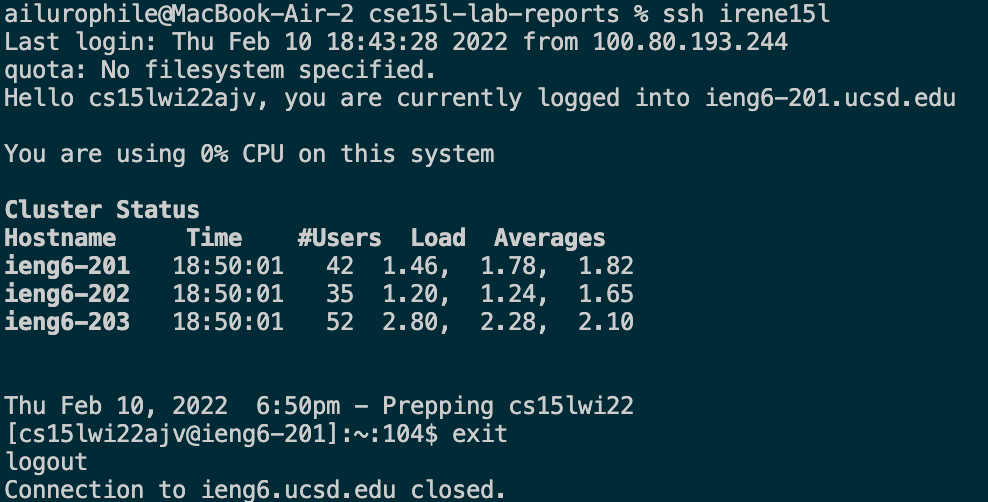 ailurophile@MacBook-Air-2 cse15l-lab-reports % ssh irene15l
Last login: Thu Feb 10 18:43:28 2022 from 100.80.193.244
quota: No filesystem specified.
Hello cs15lwi22ajv, you are currently logged into ieng6-201.ucsd.edu
You are using 0% CPU on this system
Cluster Status
Hostname     Time    #Users  Load  Averages
ieng6-201   18:50:01   42  1.46,  1.78,  1.82
ieng6-202   18:50:01   35  1.20,  1.24,  1.65
ieng6-203   18:50:01   52  2.80,  2.28,  2.10
Thu Feb 10, 2022  6:50pm - Prepping cs15lwi22
[cs15lwi22ajv@ieng6-201]:~:104$ exit
logout
Connection to ieng6.ucsd.edu closed.